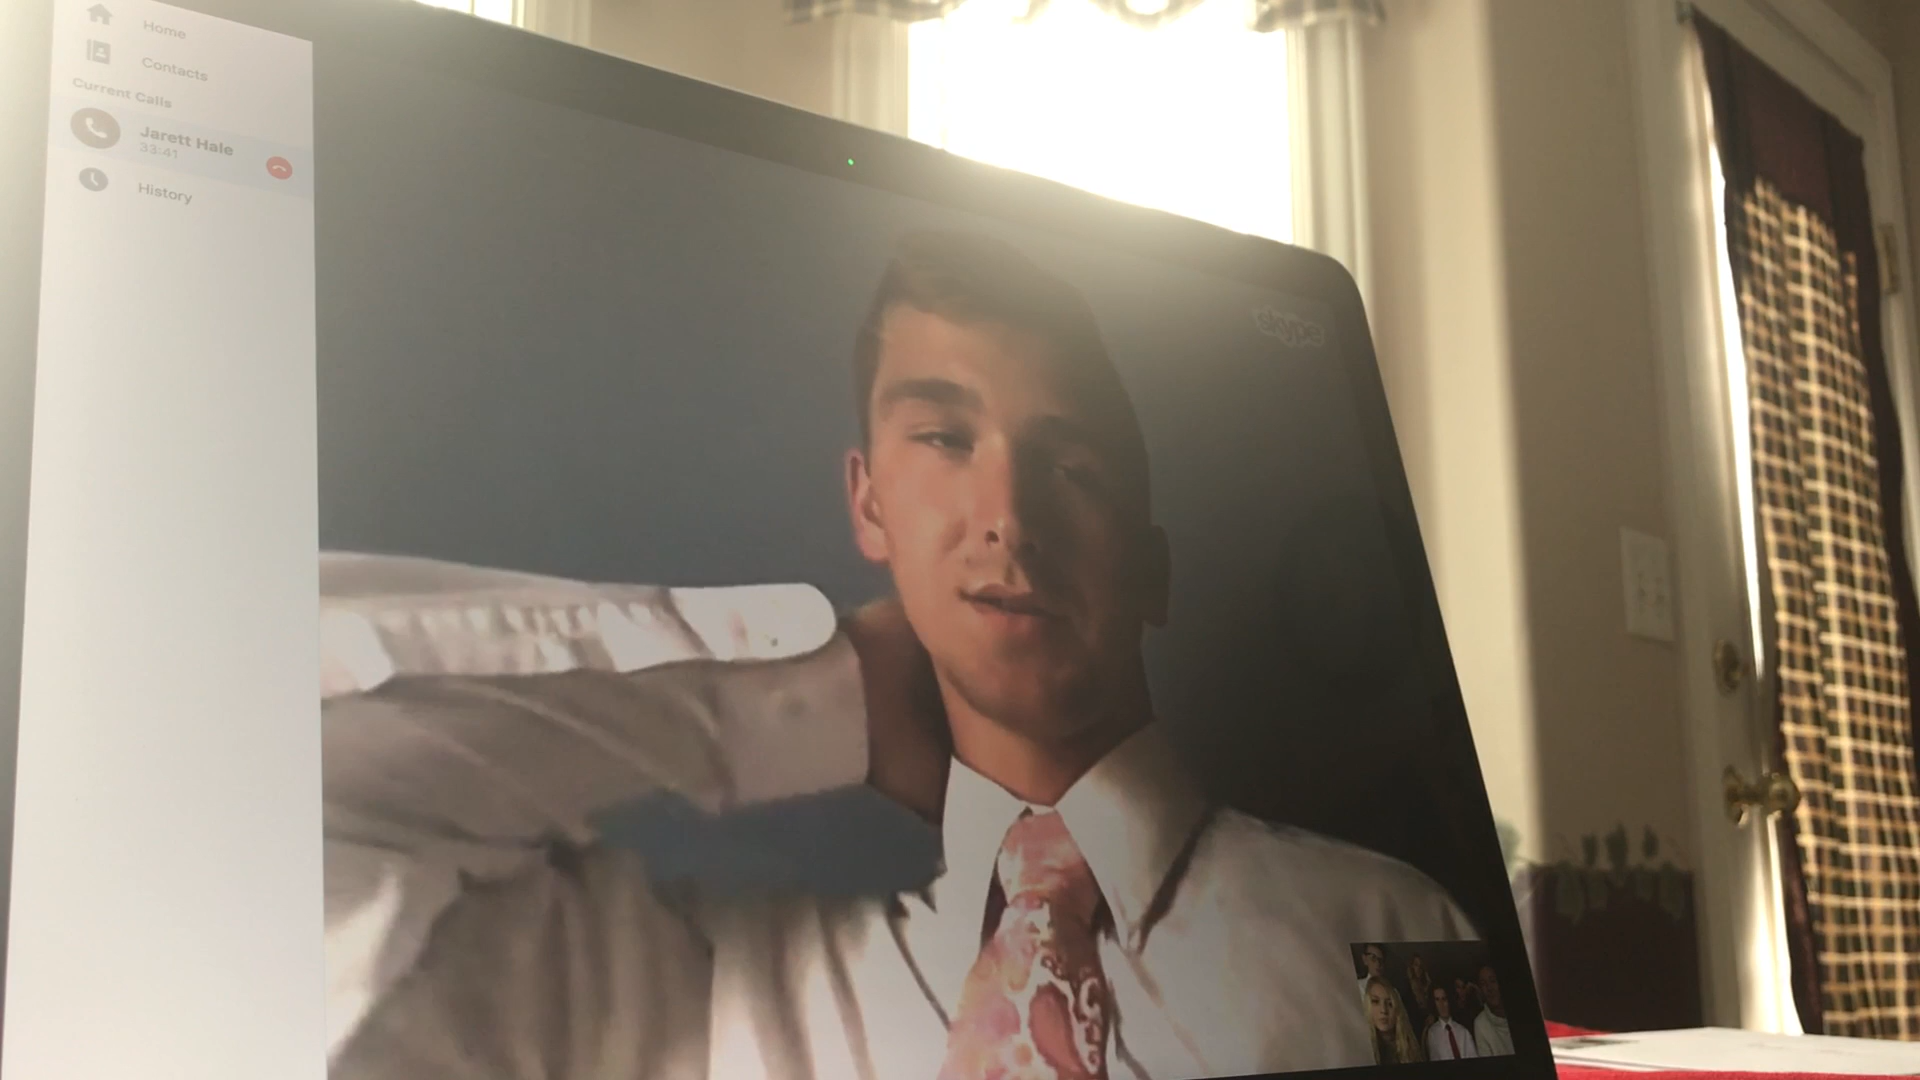 Home
Contacts
Current Calls
Jarett Hale
33:41
History
skype